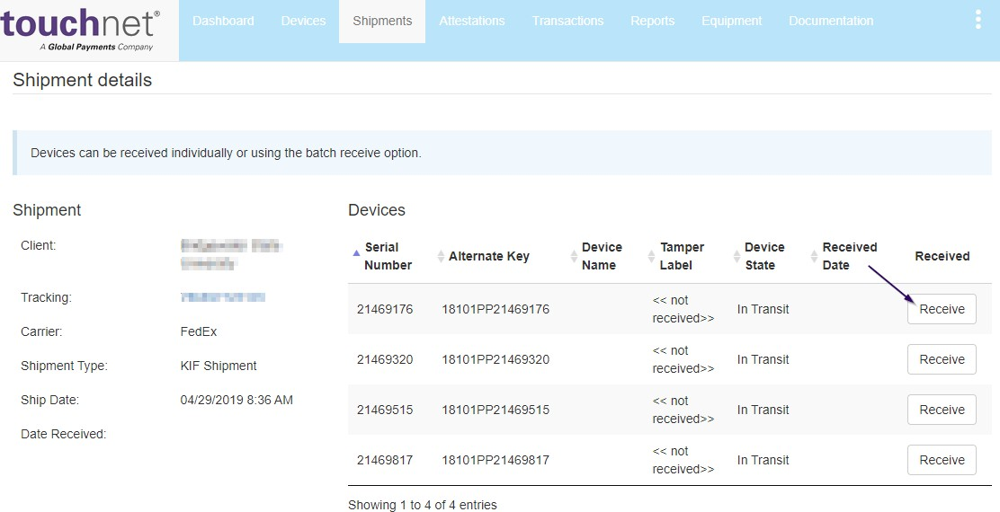 touchnet®
A Global Payments Company
Dashboard Devices Shipments Attestations Transactions Reports Equipment Documentation
Shipment details
Devices can be received individually or using the batch receive option.
Shipment
Client:
Tracking:
Carrier: FedEx
Shipment Type: KIF Shipment
Ship Date: 04/29/2019 8:36 AM
Date Received:
Devices
Serial Number Alternate Key Device Name Tamper Label Device State Received Date Received
21469176 18101PP21469176 << not received>> In Transit Receive
21469320 18101PP21469320 << not received>> In Transit Receive
21469515 18101PP21469515 << not received>> In Transit Receive
21469817 18101PP21469817 << not received>> In Transit Receive
Showing 1 to 4 of 4 entries